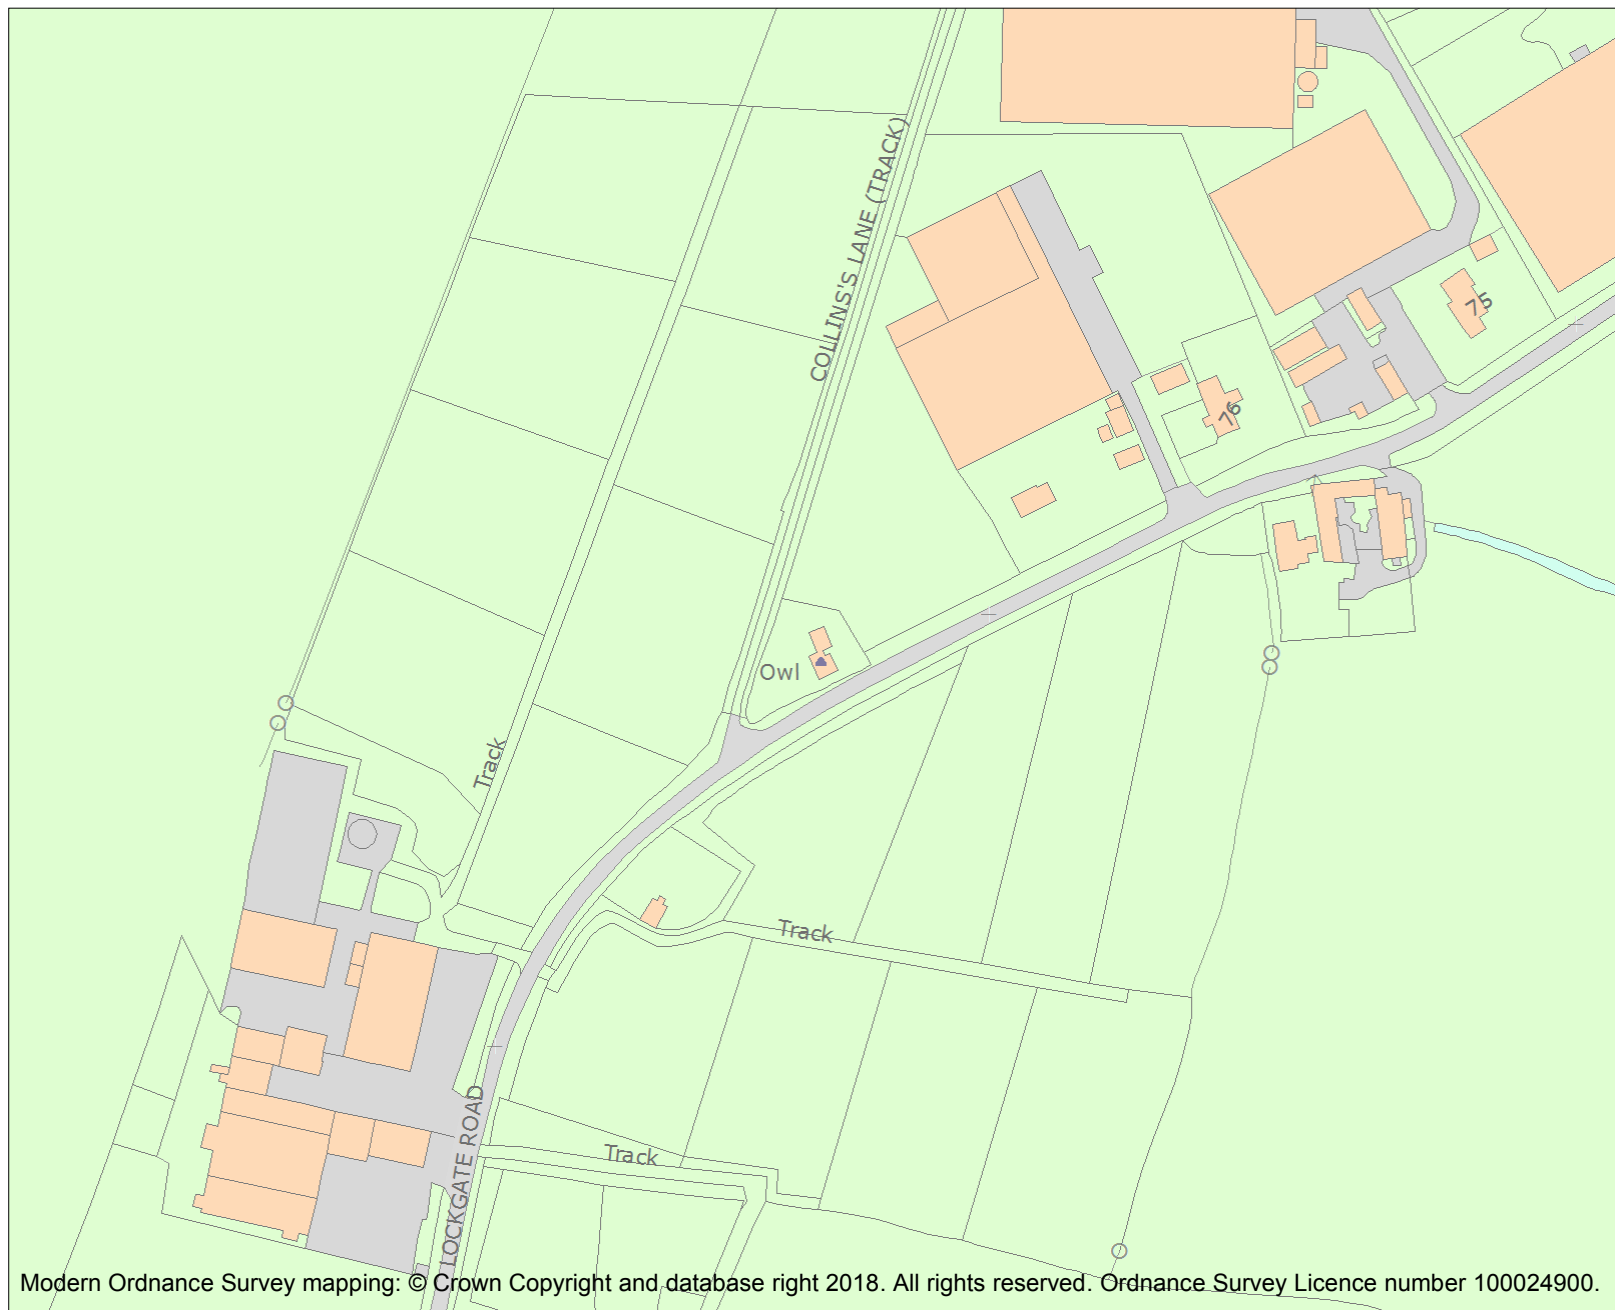 COLLINS'S LANE (TRACK)
75
76
Owl
Track
Track
Track
LOCKGATE ROAD
Modern Ordnance Survey mapping: © Crown Copyright and database right 2018. All rights reserved. Ordnance Survey Licence number 100024900.